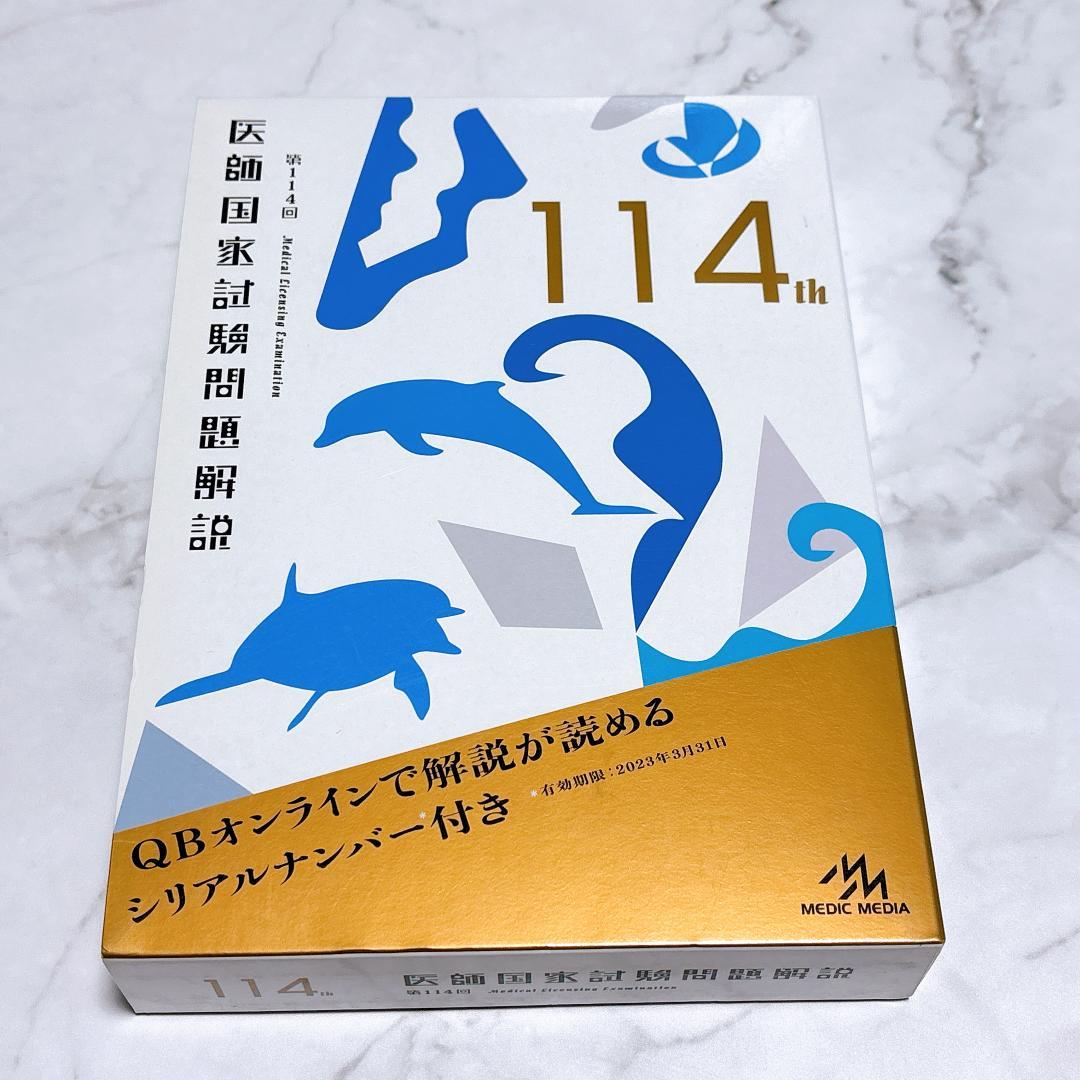 医師国家試験問題解説
第114回 Medical Licensing Examination
114th
QBオンラインで解説が読める
シリアルナンバー*付き
*有効期限：2023年3月31日
MEDIC MEDIA
114th
医師国家試験問題解説
第114回 Medical Licensing Examination